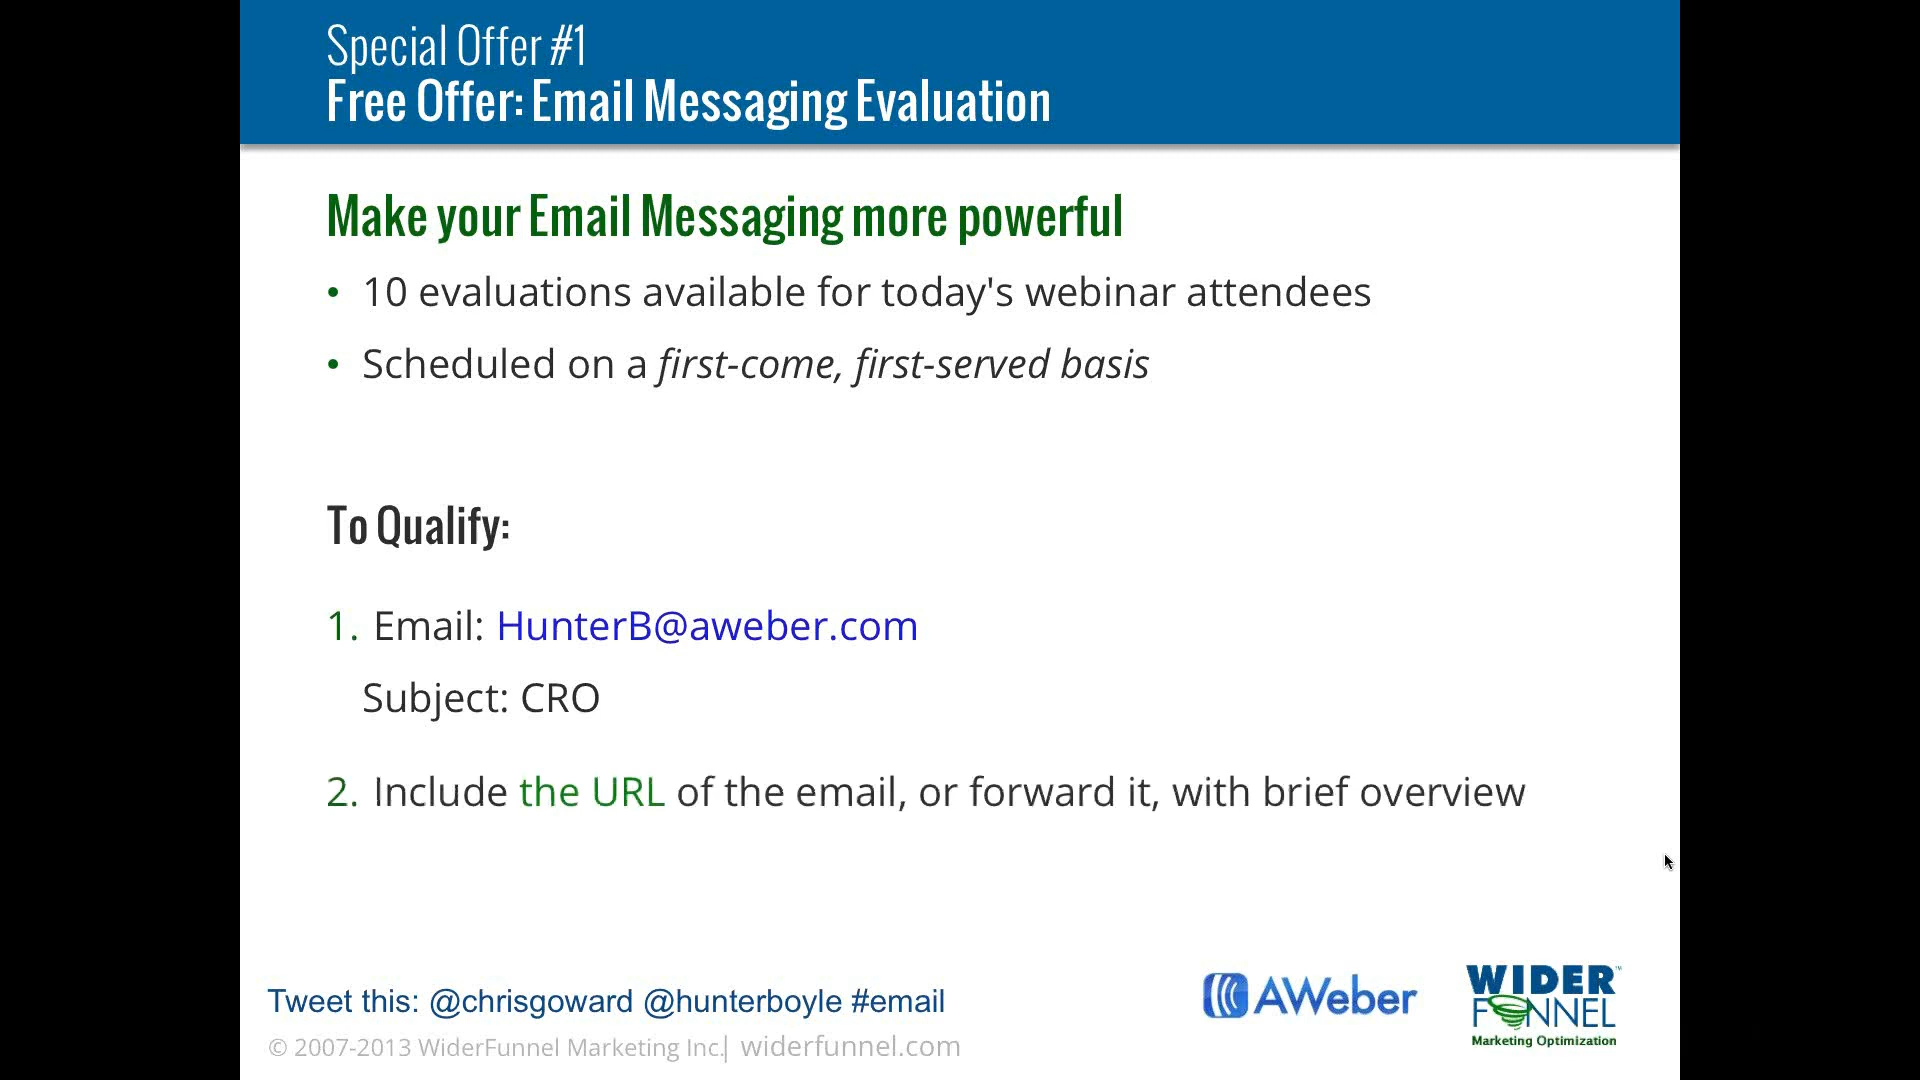 Special Offer #1
Free Offer: Email Messaging Evaluation
Make your Email Messaging more powerful
• 10 evaluations available for today's webinar attendees
• Scheduled on a first-come, first-served basis
To Qualify:
1. Email: HunterB@aweber.com
Subject: CRO
2. Include the URL of the email, or forward it, with brief overview
Tweet this: @chrisgoward @hunterboyle #email
© 2007-2013 WiderFunnel Marketing Inc.| widerfunnel.com
AWeber
WIDER™
FUNNEL
Marketing Optimization